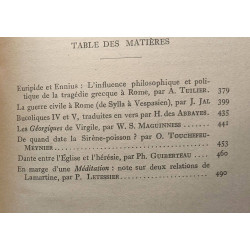 TABLE DES MATIÈRES
Euripide et Ennius : L'influence philosophique et poli-
tique de la tragédie grecque à Rome, par A. TUILIER. 379
La guerre civile à Rome (de Sylla à Vespasien), par J. JAL 399
Bucoliques IV et V, traduites en vers par H. DES ABBAYES. 435
Les Géorgiques de Virgile, par W. S. MAGUINNESS. . . 441
De quand date la Sirène-poisson ? par O. TOUCHEFEU-
MEYNIER. 453
Dante entre l'Église et l'hérésie, par Ph. GUIBERTEAU. 460
En marge d'une Méditation : note sur deux relations de
Lamartine, par P. LETESSIER 490